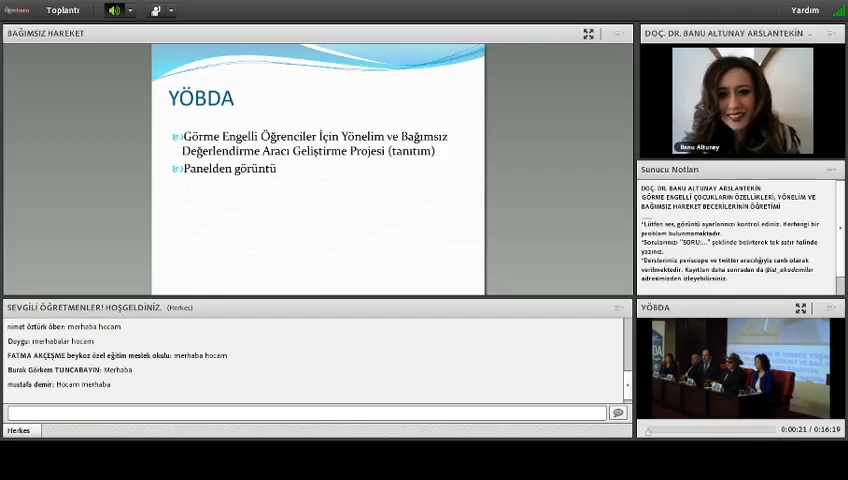 öğretmen
Toplantı
Yardım
BAĞIMSIZ HAREKET
YÖBDA
Görme Engelli Öğrenciler İçin Yönelim ve Bağımsız
Değerlendirme Aracı Geliştirme Projesi (tanıtım)
Panelden görüntü
DOÇ. DR. BANU ALTUNAY ARSLANTEKİN ..
Banu Altunay
Sunucu Notları
DOÇ. DR. BANU ALTUNAY ARSLANTEKİN
GÖRME ENGELLİ ÇOCUKLARIN ÖZELLİKLERİ, YÖNELİM VE
BAĞIMSIZ HAREKET BECERİLERİNİN ÖĞRETİMİ
*Lütfen ses, görüntü ayarlarınızı kontrol ediniz. Herhangi bir
problem bulunmamaktadır.
*Sorularınızı "SORU:..." şeklinde belirterek tek satır halinde
yazınız.
*Derslerimiz periscope ve twitter aracılığıyla canlı olarak
verilmektedir. Kayıtları daha sonradan da @ist_akademiler
adresimizden izleyebilirsiniz.
SEVGİLİ ÖĞRETMENLER! HOŞGELDİNİZ. (Herkes)
nimet öztürk öber: merhaba hocam
Duygu: merhabalar hocam
FATMA AKÇEŞME beykoz özel eğitim meslek okulu: merhaba hocam
Burak Görkem TUNCABAYIN: Merhaba
mustafa demir: Hocam merhaba
Herkes
YÖBDA
0:00:21 / 0:16:19